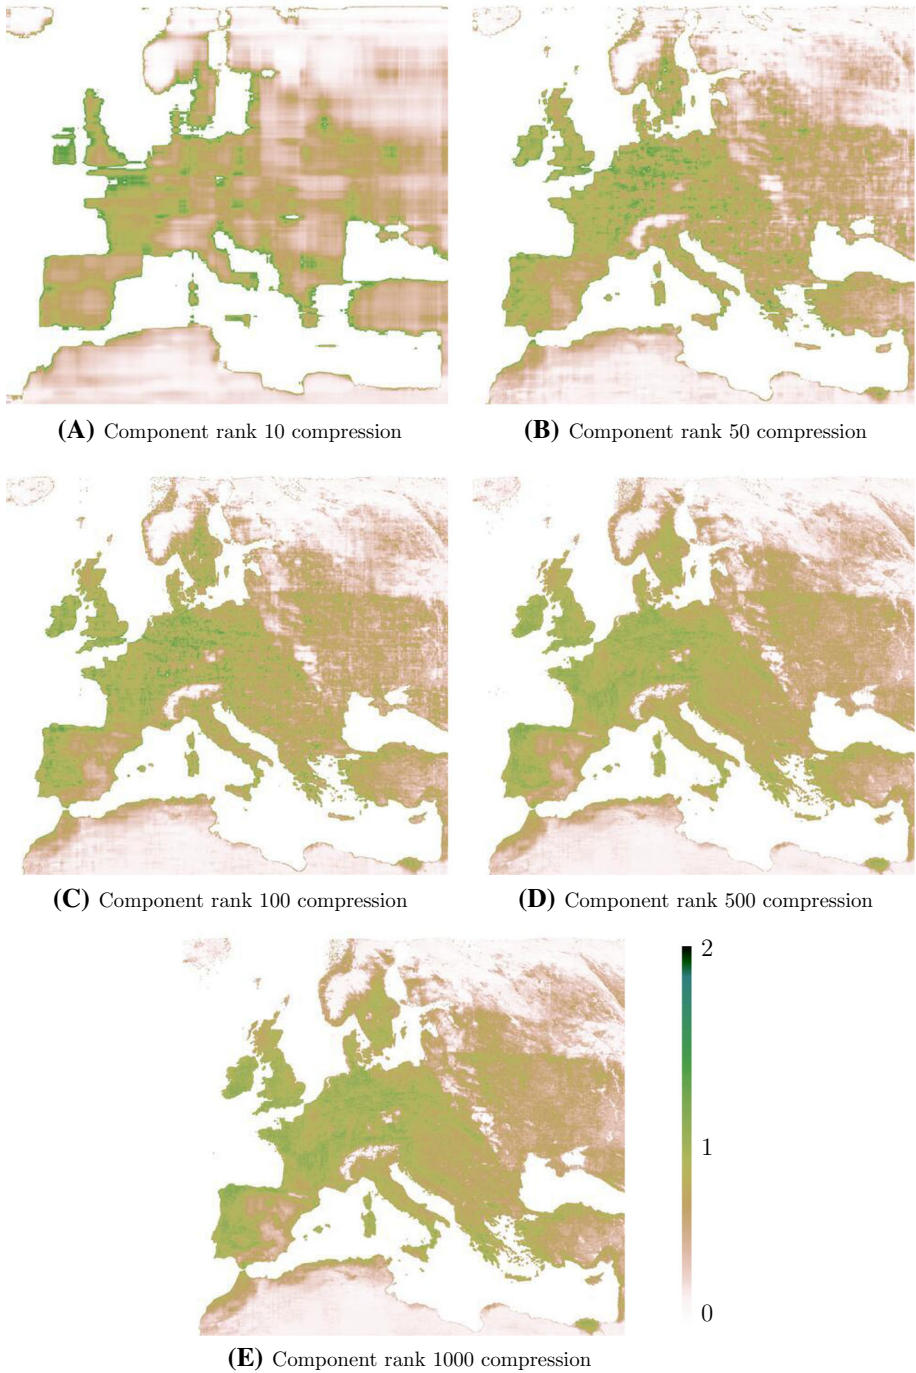 (A) Component rank 10 compression
(B) Component rank 50 compression
(C) Component rank 100 compression
(D) Component rank 500 compression
2
1
0
(E) Component rank 1000 compression